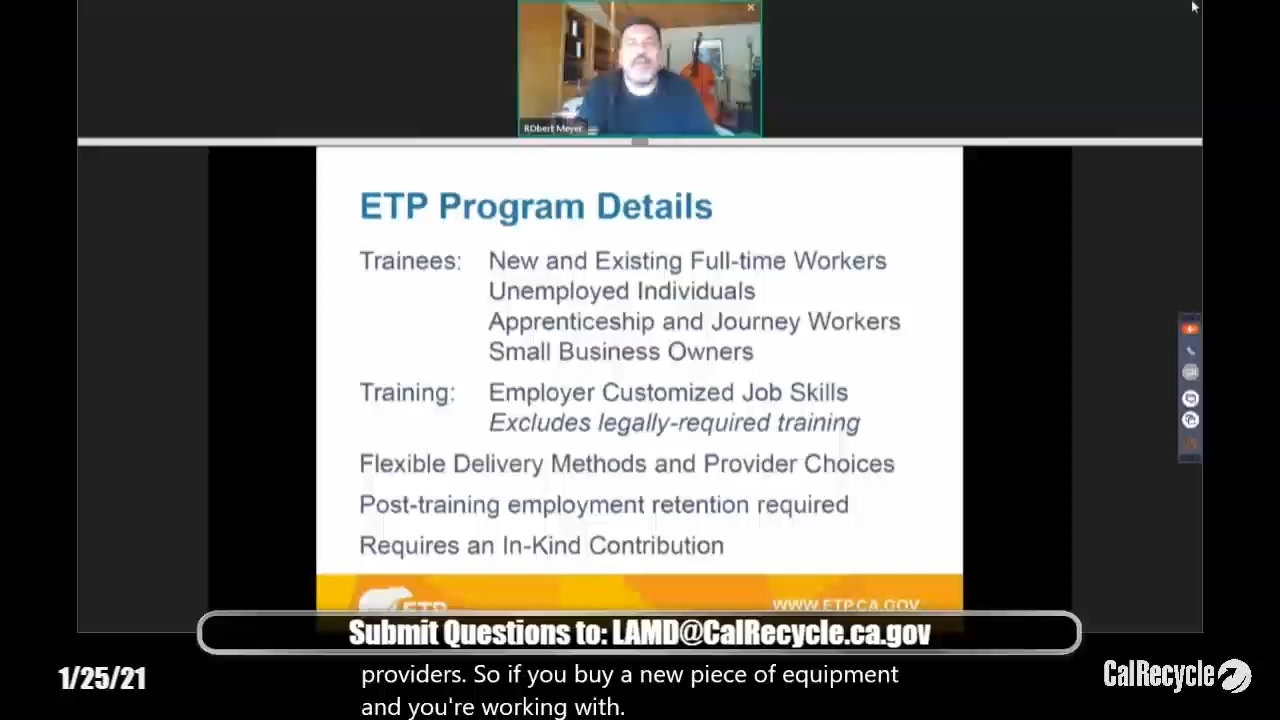 RObert Meyer
ETP Program Details
Trainees: New and Existing Full-time Workers
Unemployed Individuals
Apprenticeship and Journey Workers
Small Business Owners
Training: Employer Customized Job Skills
Excludes legally-required training
Flexible Delivery Methods and Provider Choices
Post-training employment retention required
Requires an In-Kind Contribution
ETP WWW.ETP.CA.GOV
Submit Questions to: LAMD@CalRecycle.ca.gov
providers. So if you buy a new piece of equipment
and you're working with.
1/25/21
CalRecycle